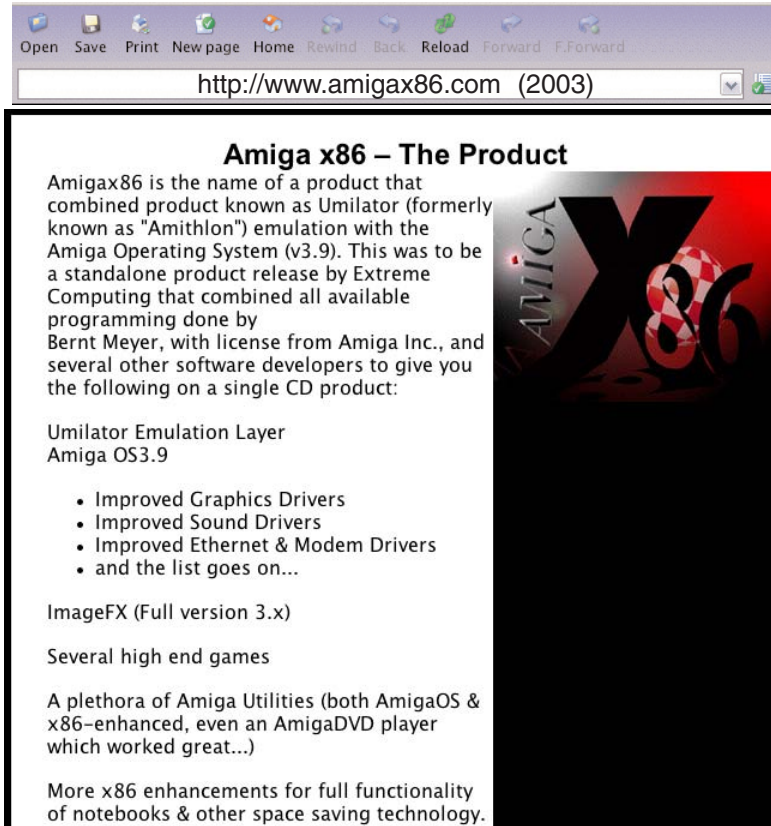 Open Save Print New page Home Rewind Back Reload Forward F.Forward
http://www.amigax86.com (2003)
Amiga x86 – The Product
Amigax86 is the name of a product that
combined product known as Umilator (formerly
known as "Amithlon") emulation with the
Amiga Operating System (v3.9). This was to be
a standalone product release by Extreme
Computing that combined all available
programming done by
Bernt Meyer, with license from Amiga Inc., and
several other software developers to give you
the following on a single CD product:
Umilator Emulation Layer
Amiga OS3.9
• Improved Graphics Drivers
• Improved Sound Drivers
• Improved Ethernet & Modem Drivers
• and the list goes on...
ImageFX (Full version 3.x)
Several high end games
A plethora of Amiga Utilities (both AmigaOS &
x86-enhanced, even an AmigaDVD player
which worked great...)
More x86 enhancements for full functionality
of notebooks & other space saving technology.
AMIGA
X86